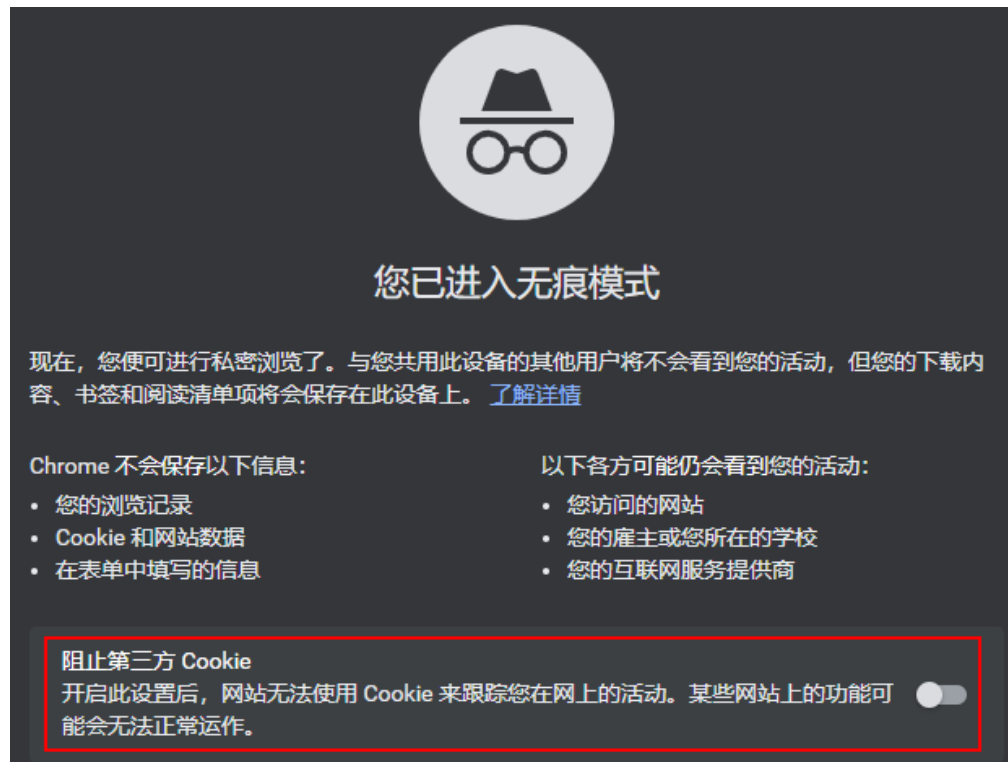 您已进入无痕模式
现在，您便可进行私密浏览了。与您共用此设备的其他用户将不会看到您的活动，但您的下载内
容、书签和阅读清单项将会保存在此设备上。 了解详情
Chrome 不会保存以下信息：
• 您的浏览记录
• Cookie 和网站数据
• 在表单中填写的信息
以下各方可能仍会看到您的活动：
• 您访问的网站
• 您的雇主或您所在的学校
• 您的互联网服务提供商
阻止第三方 Cookie
开启此设置后，网站无法使用 Cookie 来跟踪您在网上的活动。某些网站上的功能可
能会无法正常运作。